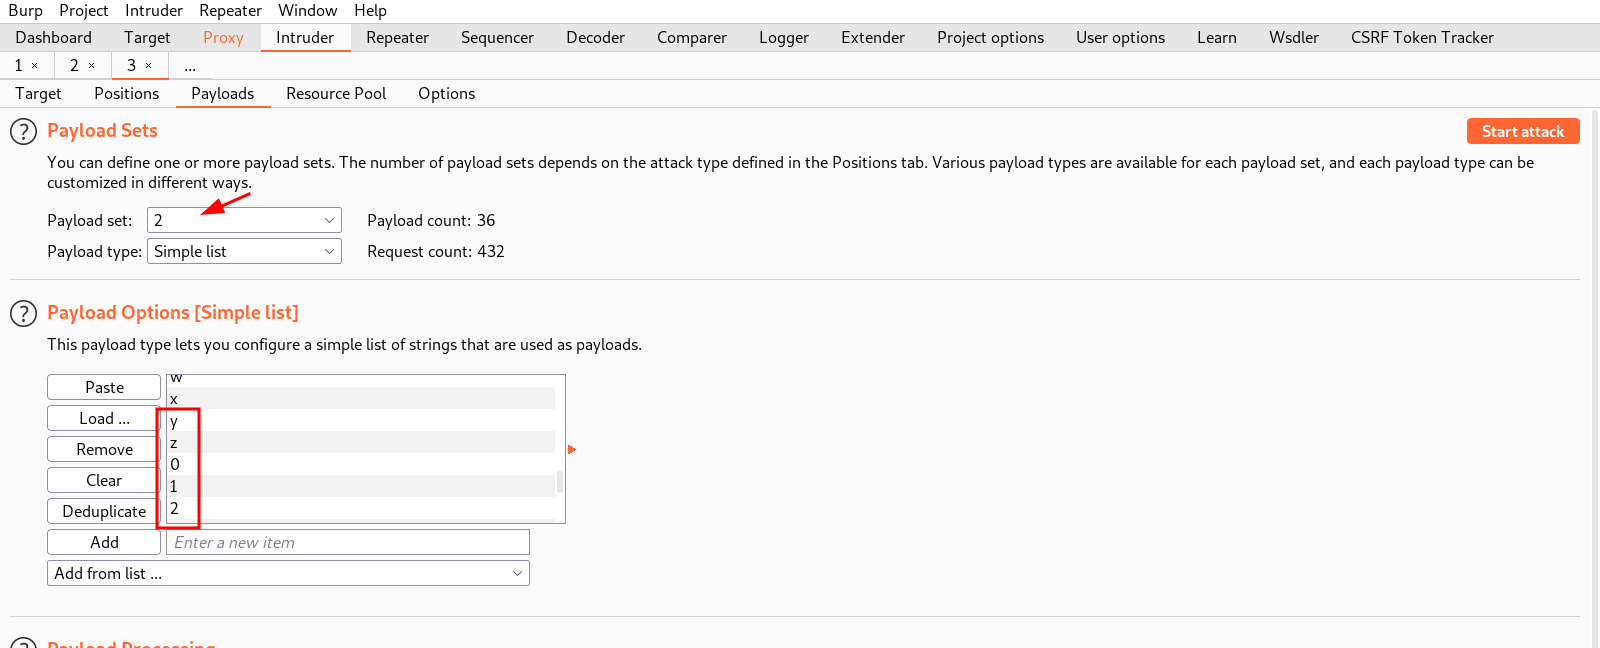 Burp Project Intruder Repeater Window Help
Dashboard Target Proxy Intruder Repeater Sequencer Decoder Comparer Logger Extender Project options User options Learn Wsdler CSRF Token Tracker
1 × 2 × 3 × ...
Target Positions Payloads Resource Pool Options
? Payload Sets Start attack
You can define one or more payload sets. The number of payload sets depends on the attack type defined in the Positions tab. Various payload types are available for each payload set, and each payload type can be
customized in different ways.
Payload set: 2 Payload count: 36
Payload type: Simple list Request count: 432
? Payload Options [Simple list]
This payload type lets you configure a simple list of strings that are used as payloads.
w
Paste
x
Load ... y
Remove z
0
Clear 1
Deduplicate 2
Add Enter a new item
Add from list ...
? Payload Processing